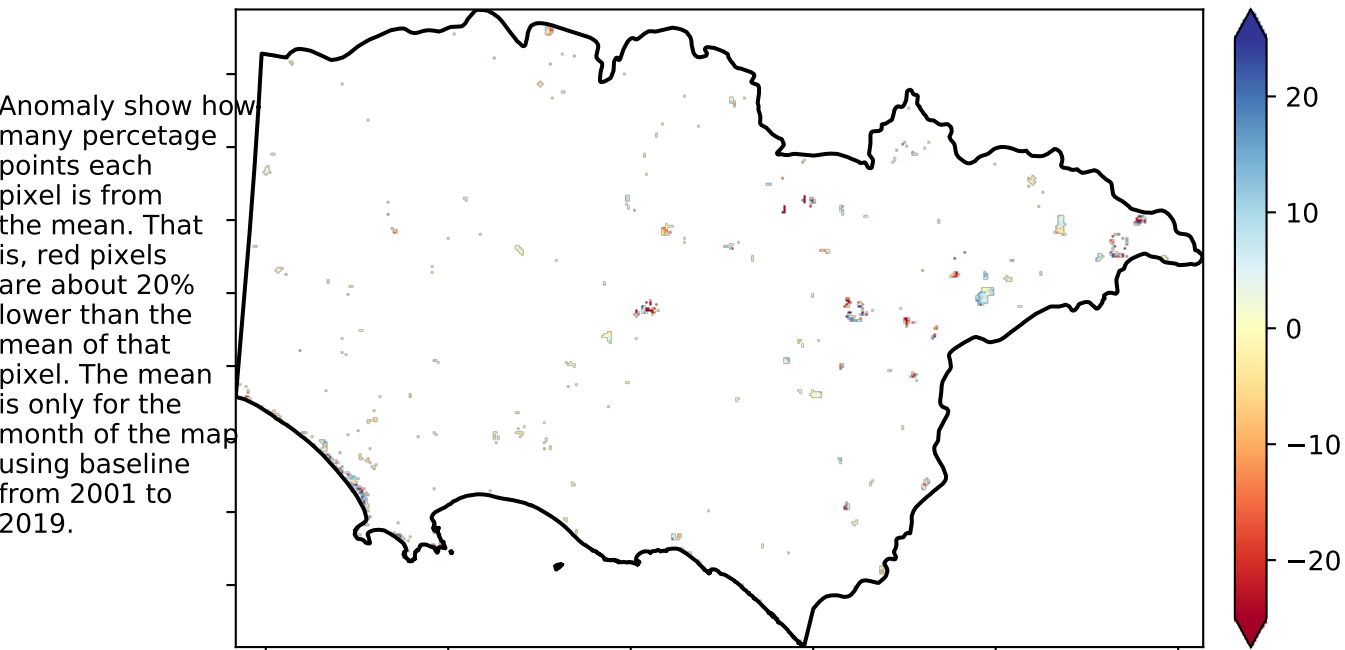 Anomaly show how
many percetage
points each
pixel is from
the mean. That
is, red pixels
are about 20%
lower than the
mean of that
pixel. The mean
is only for the
month of the map
using baseline
from 2001 to
2019.
20
10
0
−10
−20